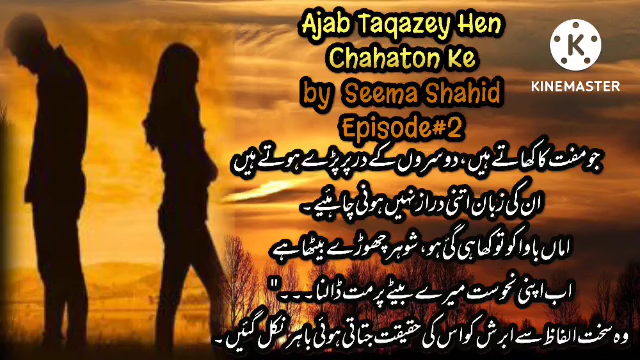 Ajab Taqazey Hen
Chahaton Ke
by Seema Shahid
Episode#2
KINEMASTER
جو مفت کا کھاتے ہیں، دوسروں کے در پر پڑے ہوتے ہیں
ان کی زبان اتنی دراز نہیں ہونی چاہئیے۔
اماں باوا کو تو کھا ہی گئی ہو، شوہر چھوڑے بیٹھا ہے
اب اپنی نحوست میرے بیٹے پر مت ڈالنا۔۔۔"
وہ سخت الفاظ سے ابرش کو اس کی حقیقت جتاتی ہوئی باہر نکل گئیں۔